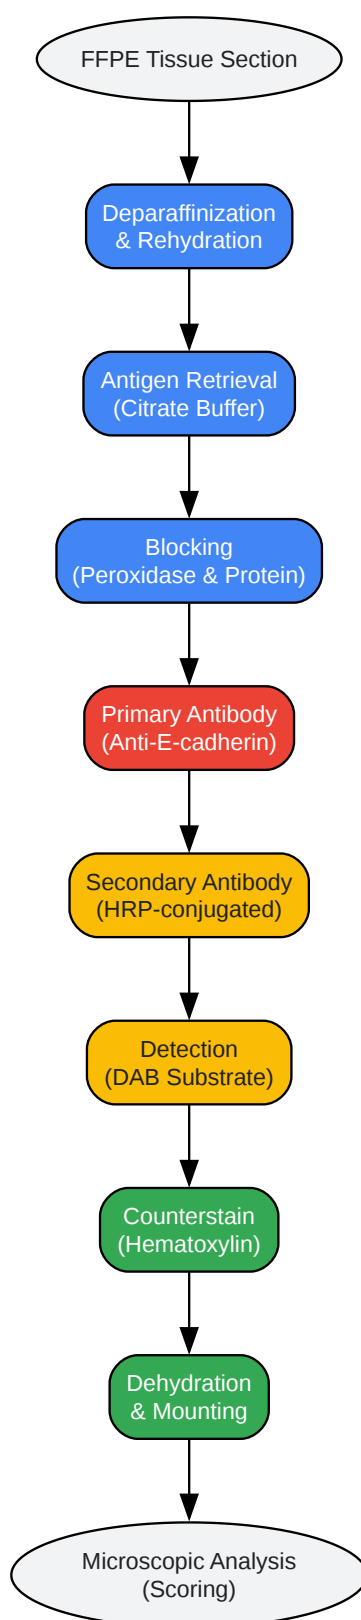 FFPE Tissue Section
Deparaffinization
& Rehydration
Antigen Retrieval
(Citrate Buffer)
Blocking
(Peroxidase & Protein)
Primary Antibody
(Anti-E-cadherin)
Secondary Antibody
(HRP-conjugated)
Detection
(DAB Substrate)
Counterstain
(Hematoxylin)
Dehydration
& Mounting
Microscopic Analysis
(Scoring)